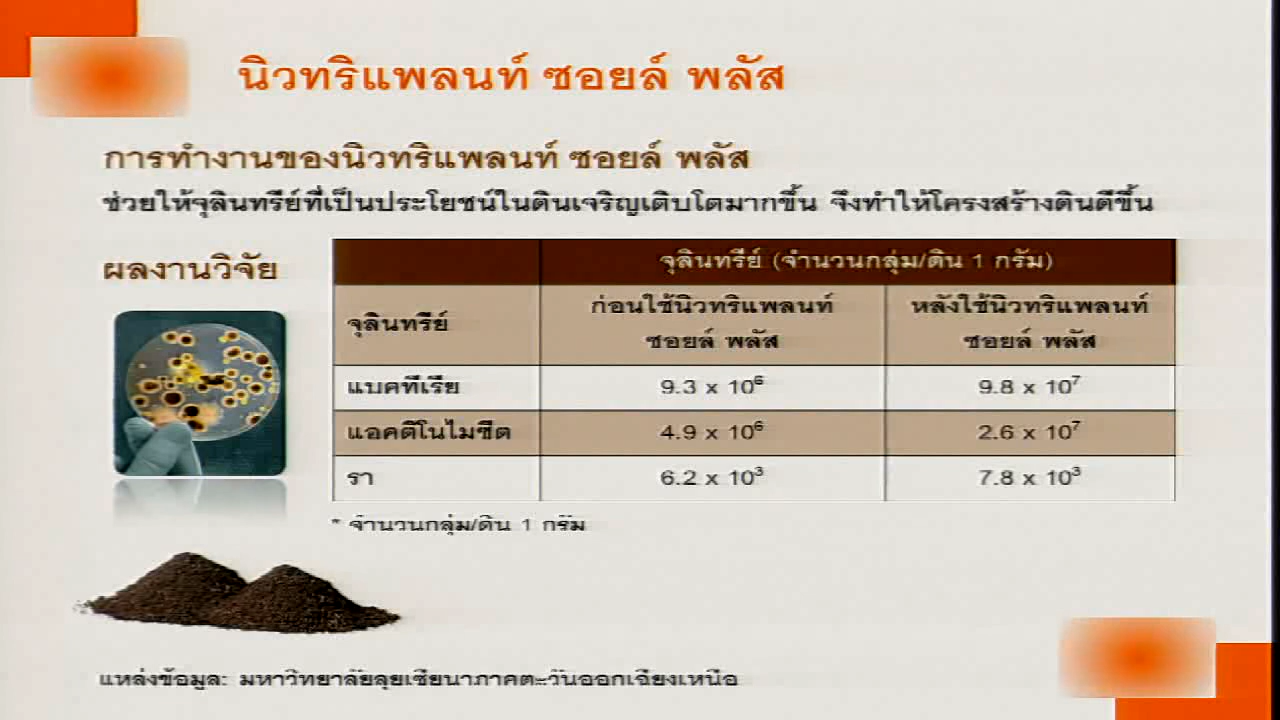 นิวทริแพลนท์ ซอยล์ พลัส
การทำงานของนิวทริแพลนท์ ซอยล์ พลัส
ช่วยให้จุลินทรีย์ที่เป็นประโยชน์ในดินเจริญเติบโตมากขึ้น จึงทำให้โครงสร้างดินดีขึ้น
ผลงานวิจัย
จุลินทรีย์ (จำนวนกลุ่ม/ดิน 1 กรัม)
จุลินทรีย์ ก่อนใช้นิวทริแพลนท์ ซอยล์ พลัส หลังใช้นิวทริแพลนท์ ซอยล์ พลัส
แบคทีเรีย 9.3 x 10⁶ 9.8 x 10⁷
แอคติโนไมซีต 4.9 x 10⁶ 2.6 x 10⁷
รา 6.2 x 10³ 7.8 x 10³
* จำนวนกลุ่ม/ดิน 1 กรัม
แหล่งข้อมูล: มหาวิทยาลัยลุยเซียนาภาคตะวันออกเฉียงเหนือ